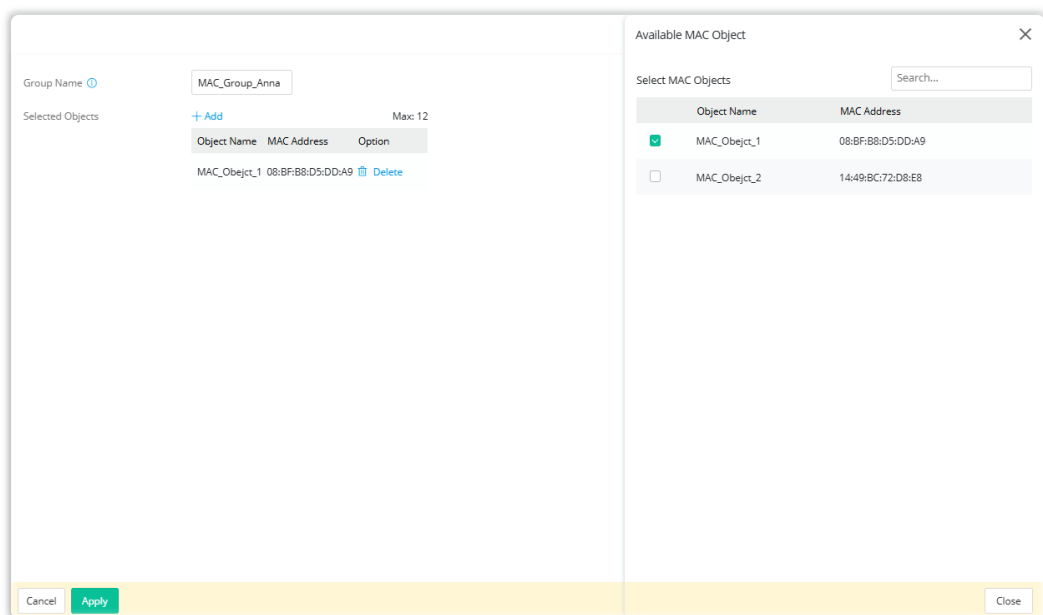 Available MAC Object
Group Name
MAC_Group_Anna
Select MAC Objects
Search...
Selected Objects
+ Add
Max: 12
Object Name MAC Address Option
MAC_Obejct_1 08:BF:B8:D5:DD:A9 Delete
Object Name MAC Address
MAC_Obejct_1 08:BF:B8:D5:DD:A9
MAC_Obejct_2 14:49:BC:72:D8:E8
Cancel
Apply
Close